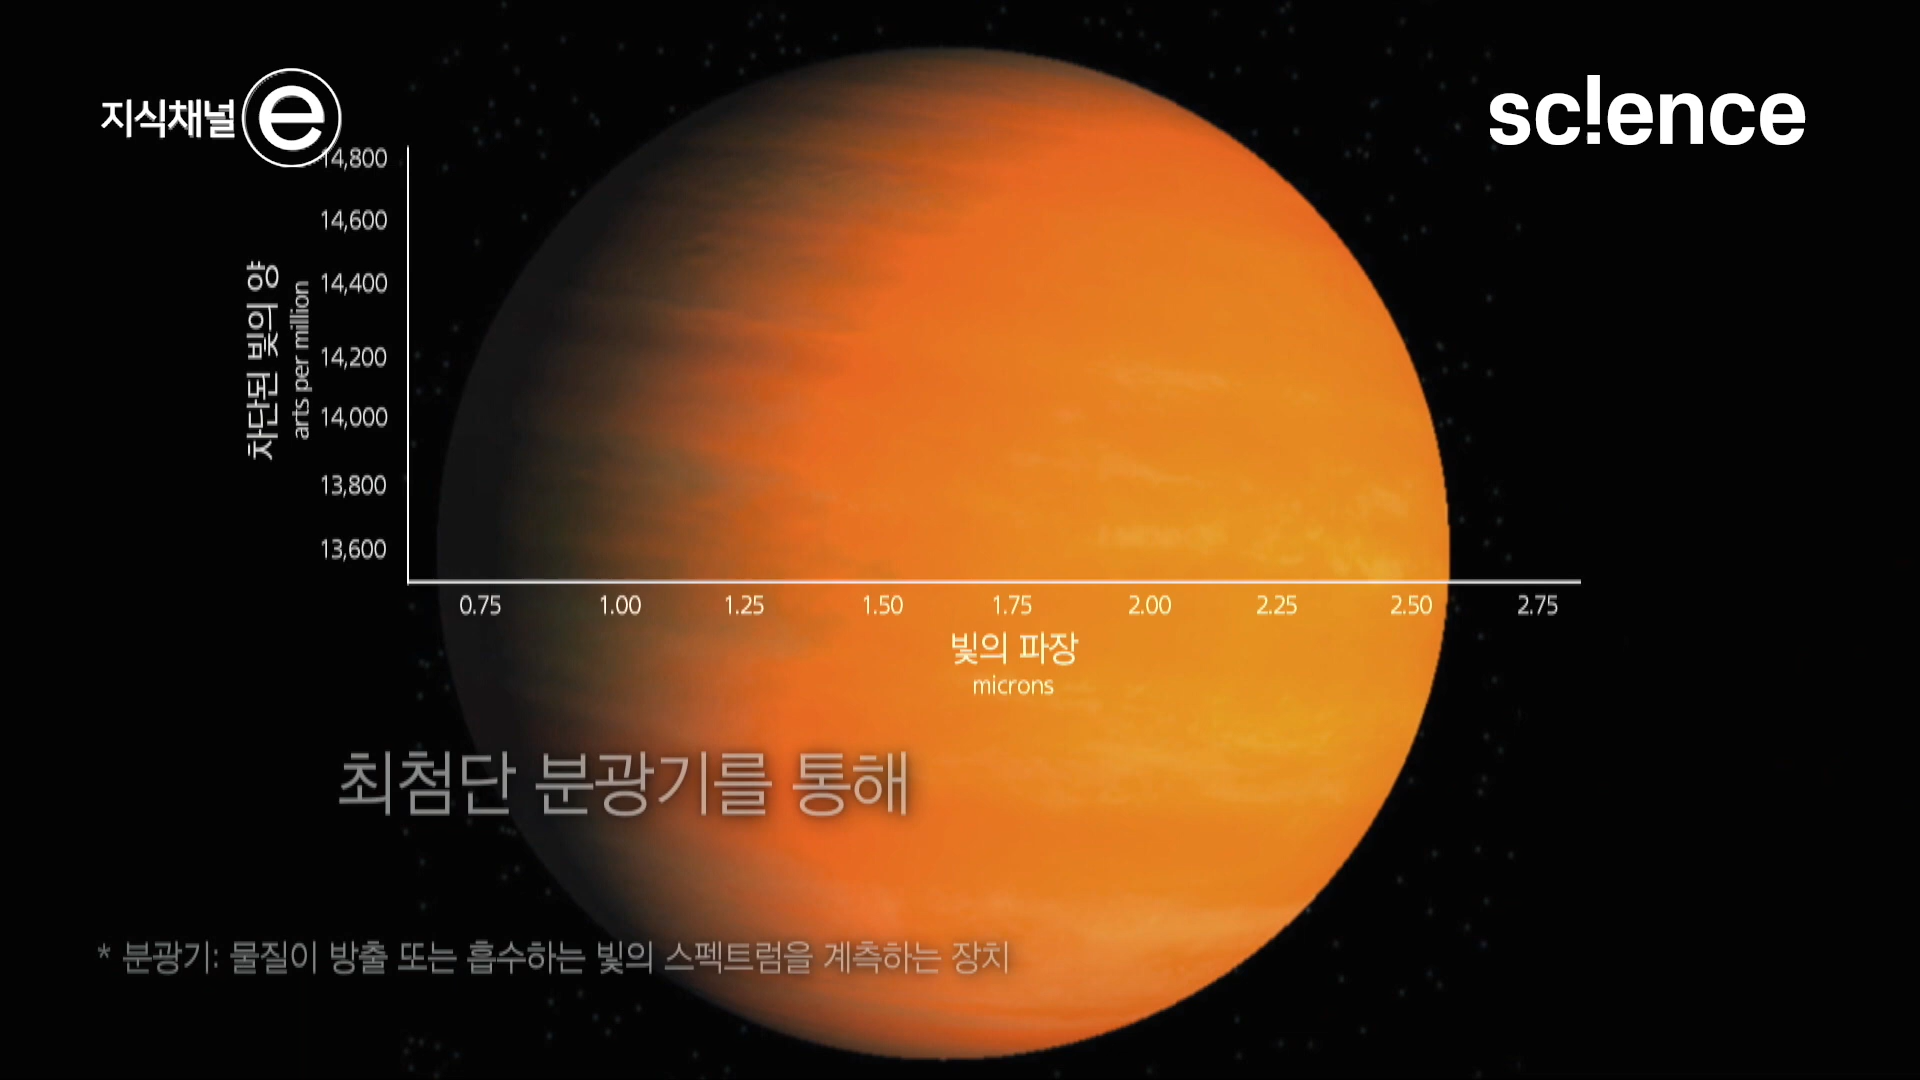 지식채널e
sc!ence
차단된 빛의 양
arts per million
14,800
14,600
14,400
14,200
14,000
13,800
13,600
0.75 1.00 1.25 1.50 1.75 2.00 2.25 2.50 2.75
빛의 파장
microns
최첨단 분광기를 통해
* 분광기: 물질이 방출 또는 흡수하는 빛의 스펙트럼을 계측하는 장치